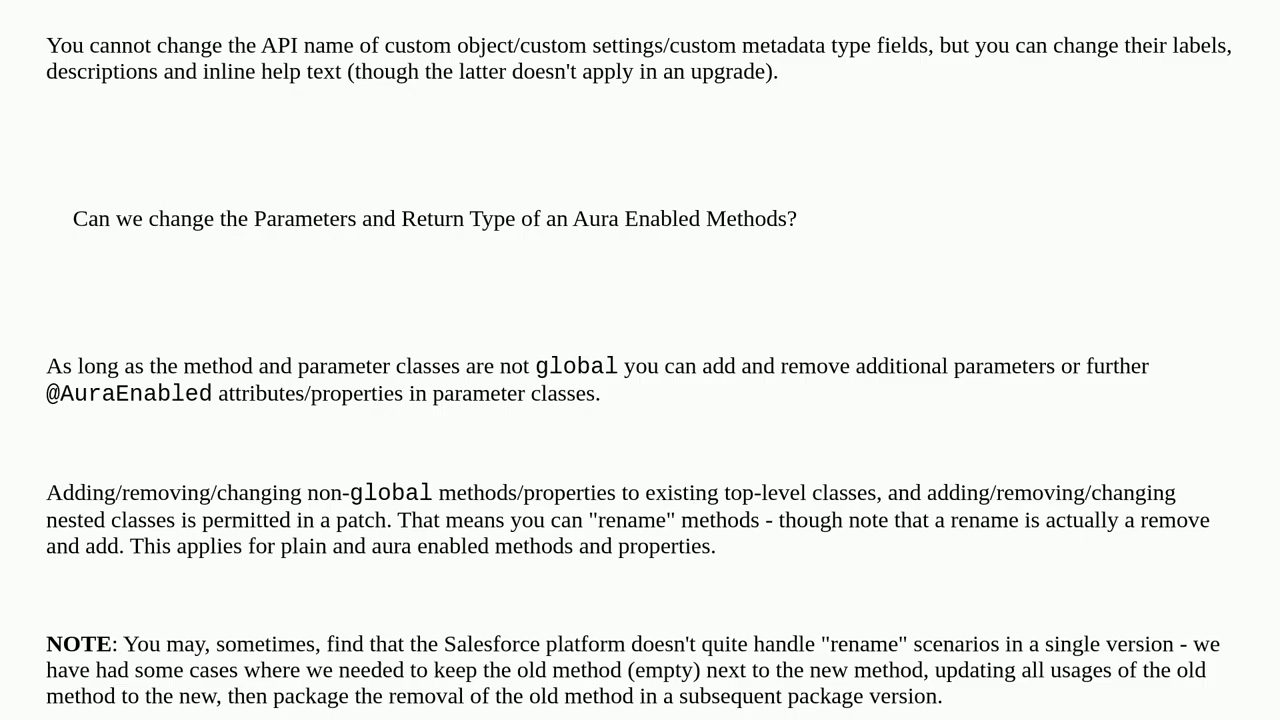 You cannot change the API name of custom object/custom settings/custom metadata type fields, but you can change their labels,
descriptions and inline help text (though the latter doesn't apply in an upgrade).
Can we change the Parameters and Return Type of an Aura Enabled Methods?
As long as the method and parameter classes are not global you can add and remove additional parameters or further
@AuraEnabled attributes/properties in parameter classes.
Adding/removing/changing non-global methods/properties to existing top-level classes, and adding/removing/changing
nested classes is permitted in a patch. That means you can "rename" methods - though note that a rename is actually a remove
and add. This applies for plain and aura enabled methods and properties.
NOTE: You may, sometimes, find that the Salesforce platform doesn't quite handle "rename" scenarios in a single version - we
have had some cases where we needed to keep the old method (empty) next to the new method, updating all usages of the old
method to the new, then package the removal of the old method in a subsequent package version.